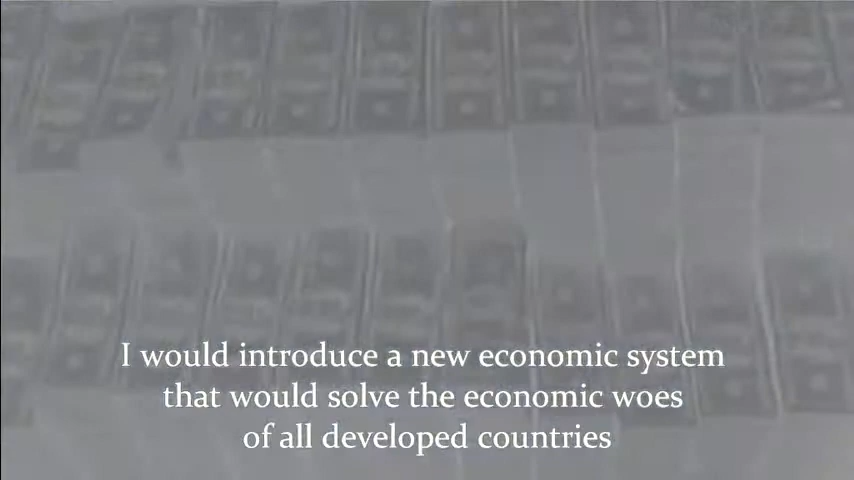 I would introduce a new economic system
that would solve the economic woes
of all developed countries